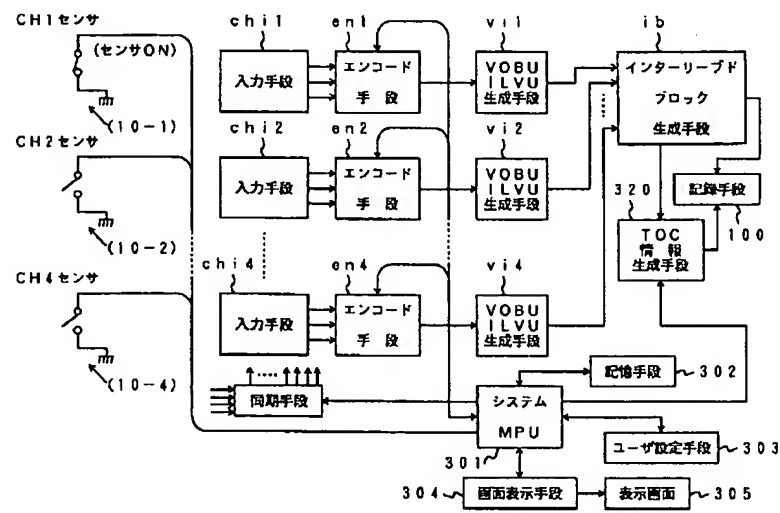 CH1センサ
(センサON)
(10-1)
CH2センサ
(10-2)
CH4センサ
(10-4)
chi1
入力手段
en1
エンコード
手段
vi1
VOBU
ILVU
生成手段
ib
インターリーブド
ブロック
生成手段
chi2
入力手段
en2
エンコード
手段
vi2
VOBU
ILVU
生成手段
記録手段
100
320
TOC
情報
生成手段
chi4
入力手段
en4
エンコード
手段
vi4
VOBU
ILVU
生成手段
同期手段
システム
MPU
301
記憶手段
302
ユーザ設定手段
303
304
画面表示手段
表示画面
305